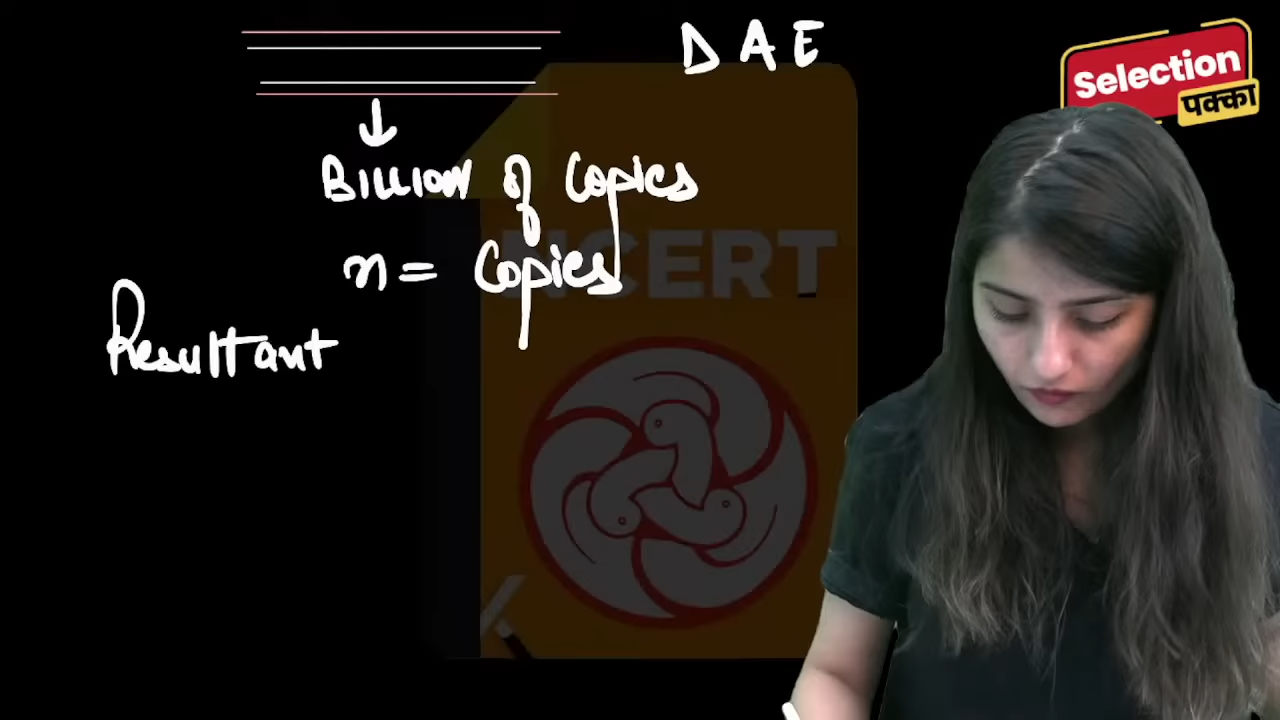 D A E
Selection
पक्का
BILLION of Copies
n = Copies
NCERT
Resultant